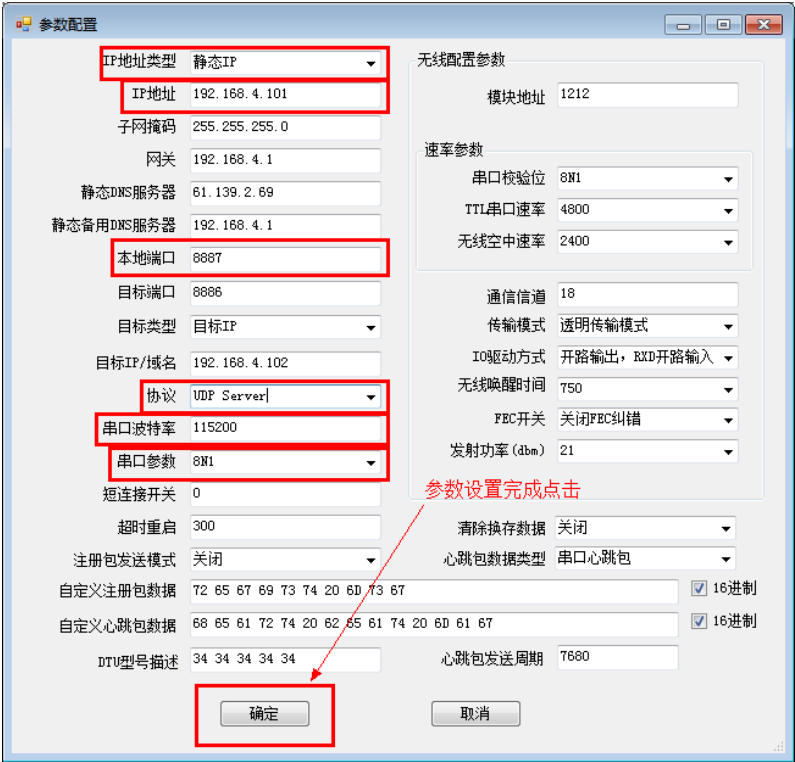 参数配置
IP地址类型 静态IP
IP地址 192.168.4.101
子网掩码 255.255.255.0
网关 192.168.4.1
静态DNS服务器 61.139.2.69
静态备用DNS服务器 192.168.4.1
本地端口 8887
目标端口 8886
目标类型 目标IP
目标IP/域名 192.168.4.102
协议 UDP Server
串口波特率 115200
串口参数 8N1
短连接开关 0
超时重启 300
注册包发送模式 关闭
无线配置参数
模块地址 1212
速率参数
串口校验位 8N1
TTL串口速率 4800
无线空中速率 2400
通信信道 18
传输模式 透明传输模式
IO驱动方式 开路输出，RXD开路输入
无线唤醒时间 750
FEC开关 关闭FEC纠错
发射功率(dbm) 21
参数设置完成点击
清除换存数据 关闭
心跳包数据类型 串口心跳包
自定义注册包数据 72 65 67 69 73 74 20 6D 73 67 16进制
自定义心跳包数据 68 65 61 72 74 20 62 65 61 74 20 6D 61 67 16进制
DTU型号描述 34 34 34 34 34 心跳包发送周期 7680
确定 取消